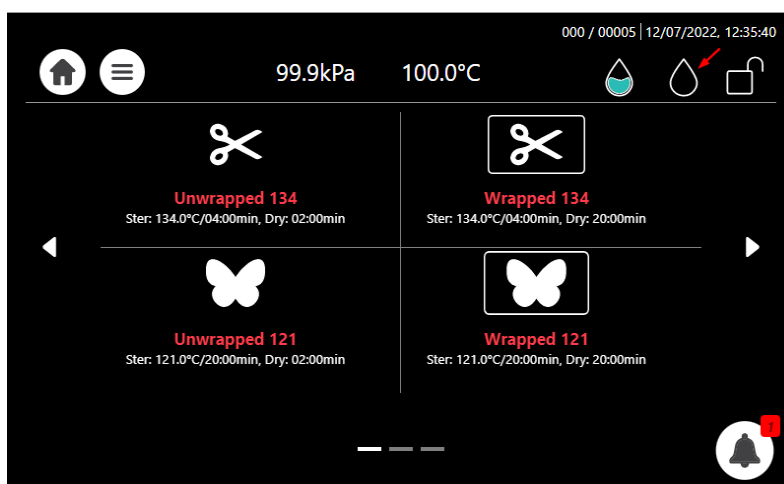 000 / 00005 | 12/07/2022, 12:35:40
99.9kPa 100.0°C
Unwrapped 134
Ster: 134.0°C/04:00min, Dry: 02:00min
Wrapped 134
Ster: 134.0°C/04:00min, Dry: 20:00min
Unwrapped 121
Ster: 121.0°C/20:00min, Dry: 02:00min
Wrapped 121
Ster: 121.0°C/20:00min, Dry: 20:00min
1